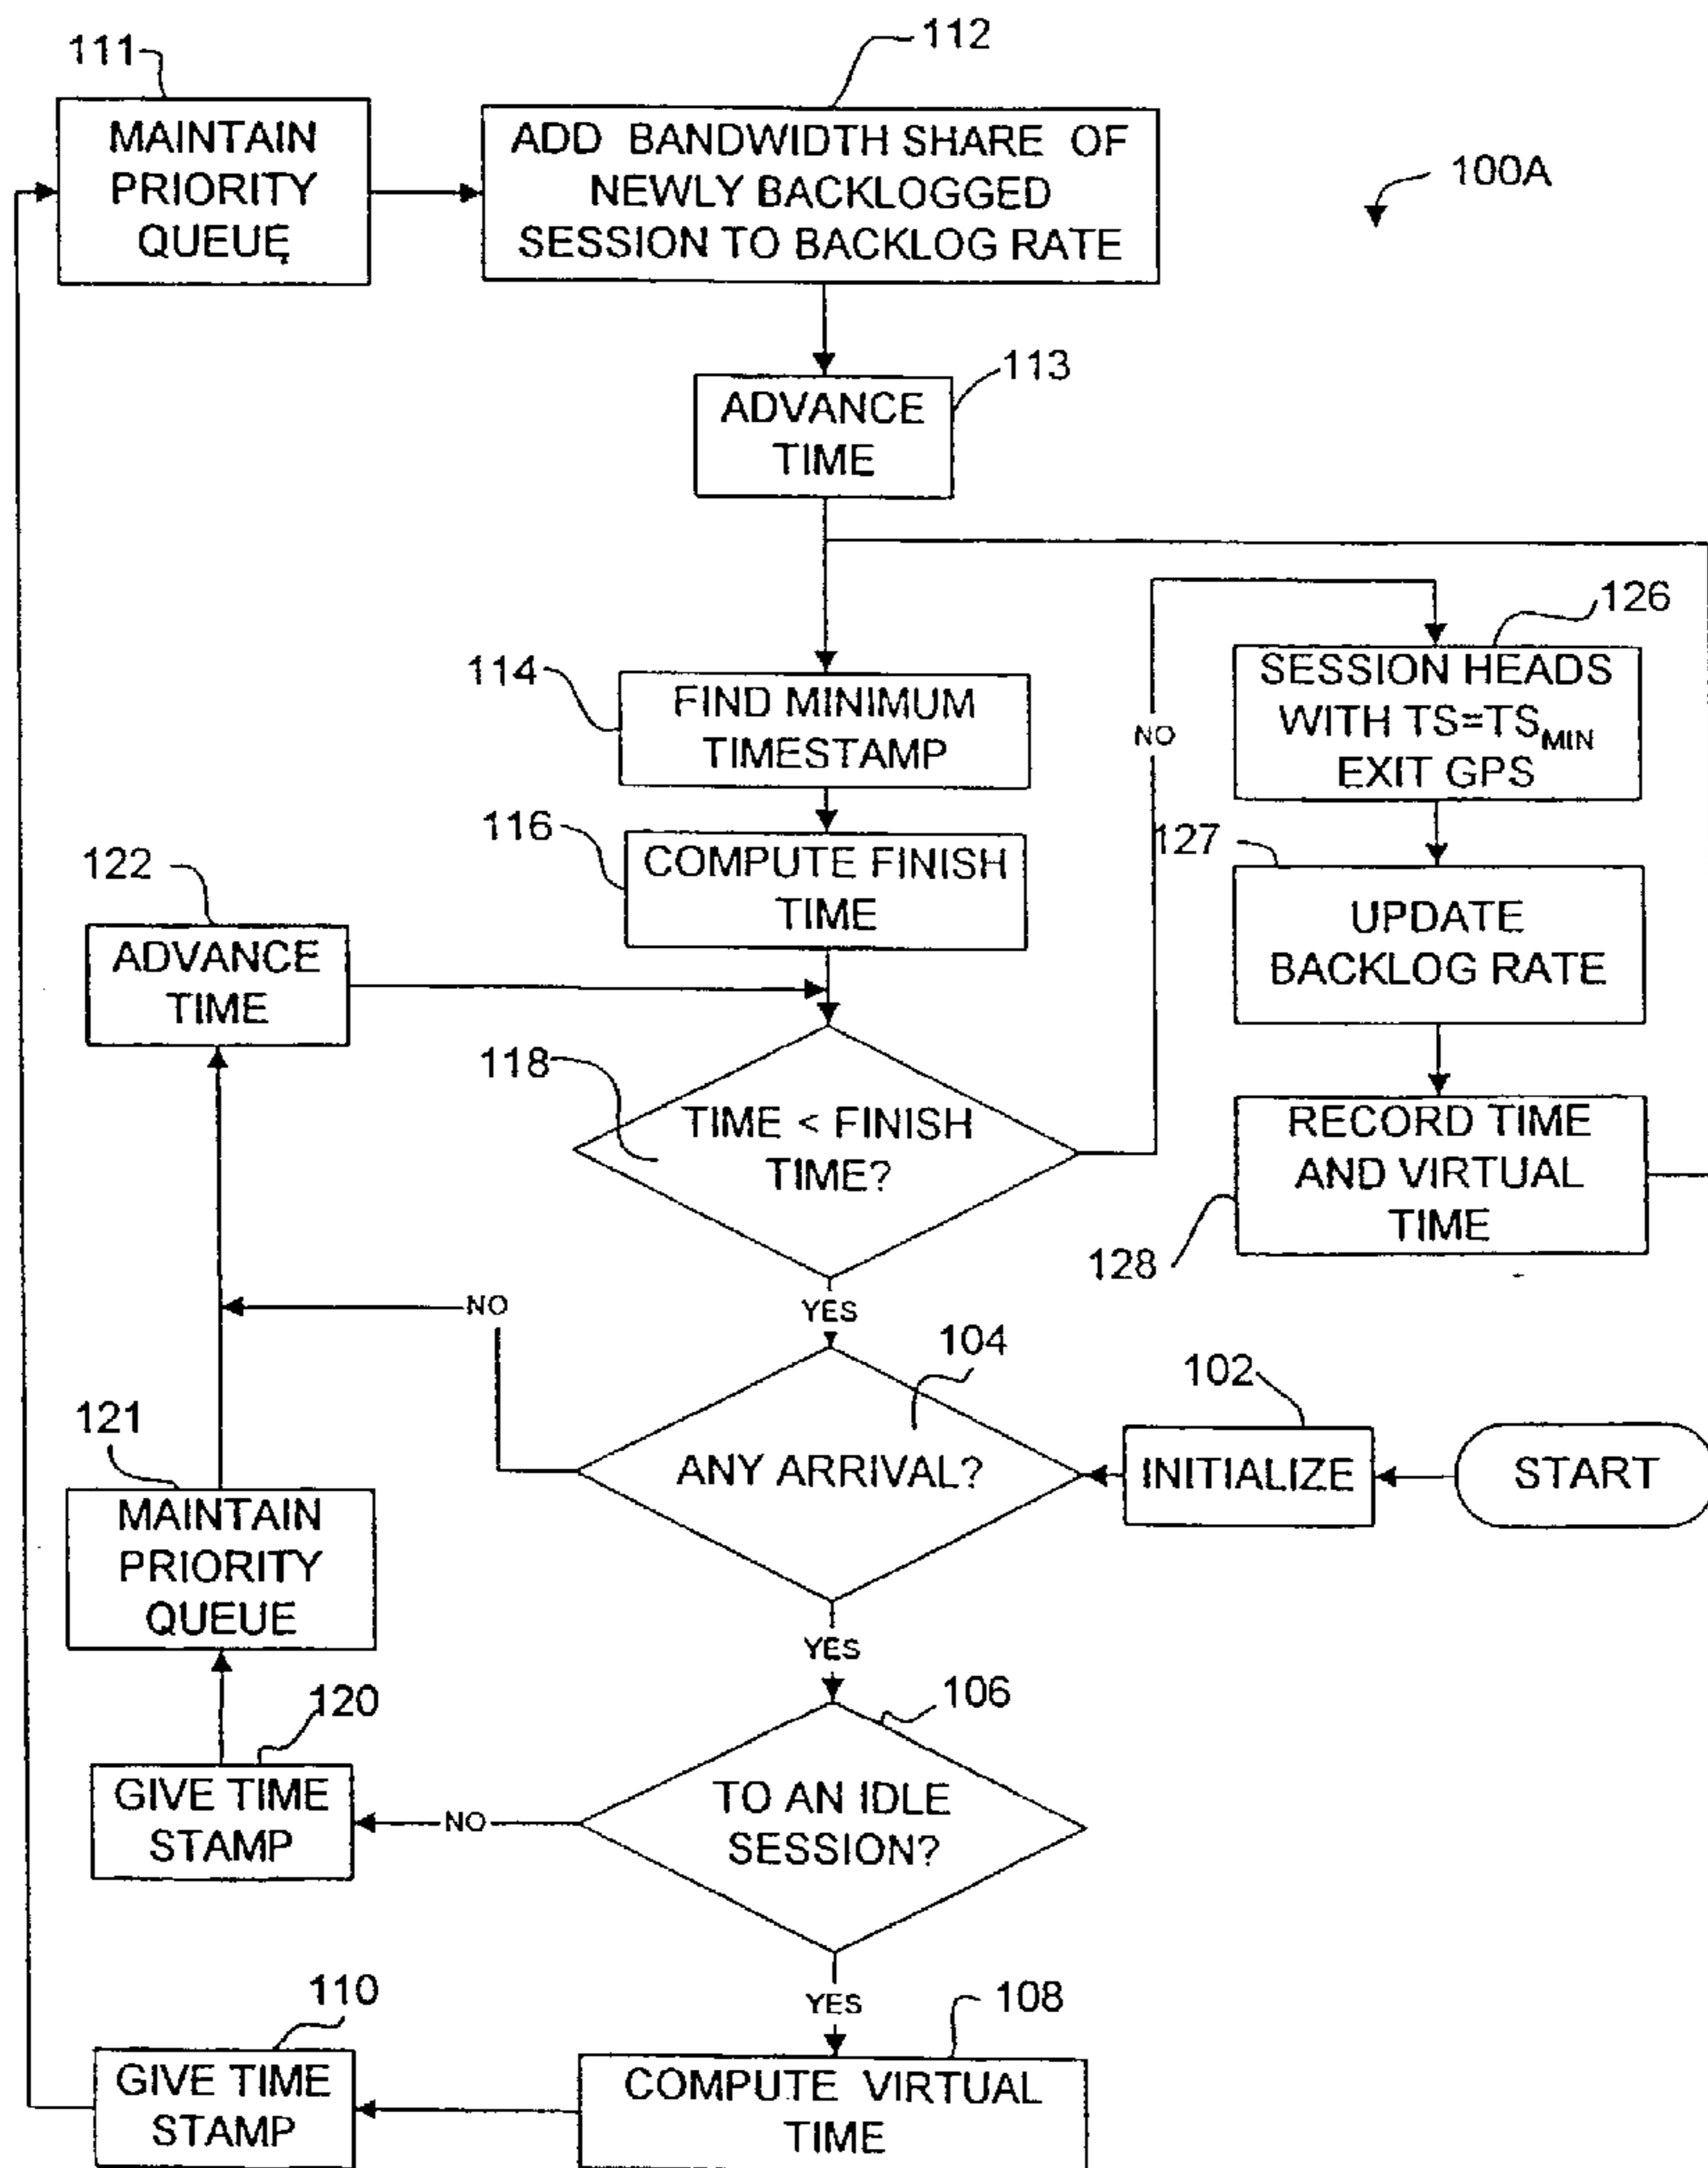 111
112
MAINTAIN
PRIORITY
QUEUE
ADD BANDWIDTH SHARE OF
NEWLY BACKLOGGED
SESSION TO BACKLOG RATE
100A
113
ADVANCE
TIME
126
SESSION HEADS
WITH TS=TSMIN
EXIT GPS
114
FIND MINIMUM
TIMESTAMP
NO
116
COMPUTE FINISH
TIME
127
UPDATE
BACKLOG RATE
122
ADVANCE
TIME
118
TIME < FINISH
TIME?
RECORD TIME
AND VIRTUAL
TIME
128
YES
NO
104
ANY ARRIVAL?
102
INITIALIZE
START
121
MAINTAIN
PRIORITY
QUEUE
YES
106
TO AN IDLE
SESSION?
120
GIVE TIME
STAMP
NO
YES
108
COMPUTE VIRTUAL
TIME
110
GIVE TIME
STAMP